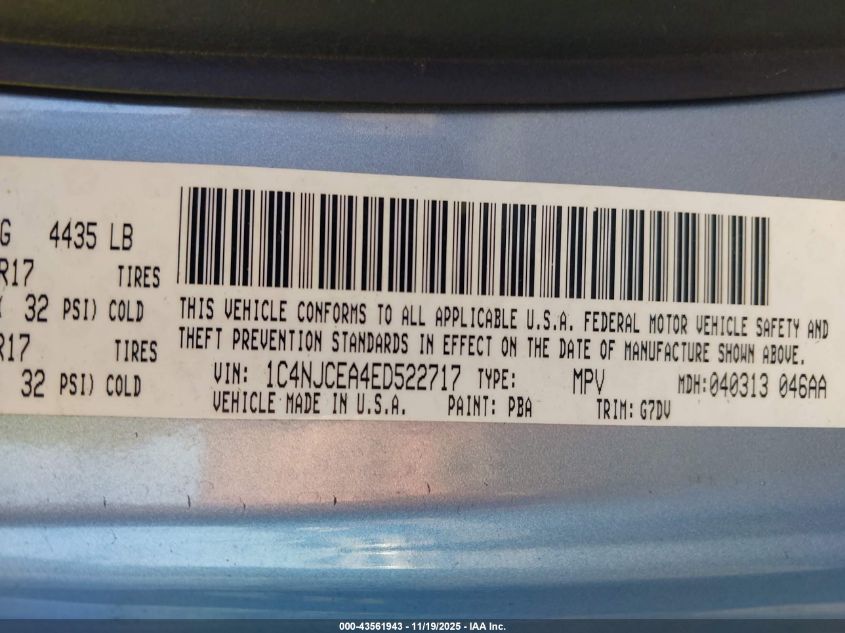 G 4435 LB
R17 TIRES
32 PSI) COLD
R17 TIRES
32 PSI) COLD
THIS VEHICLE CONFORMS TO ALL APPLICABLE U.S.A. FEDERAL MOTOR VEHICLE SAFETY AND
THEFT PREVENTION STANDARDS IN EFFECT ON THE DATE OF MANUFACTURE SHOWN ABOVE.
VIN: 1C4NJCEA4ED522717 TYPE: MPV MDH:040313 046AA
VEHICLE MADE IN U.S.A. PAINT: PBA TRIM: G7DV
000-43561943 - 11/19/2025 - IAA Inc.